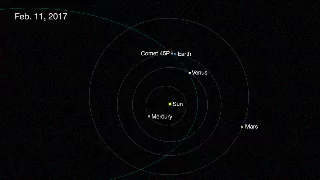 Feb. 11, 2017
Comet 45P
Earth
Venus
Sun
Mercury
Mars